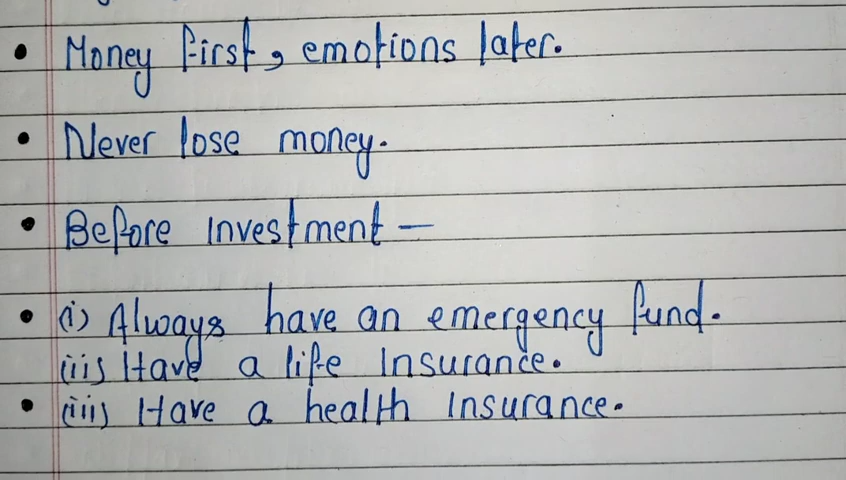 • Money first, emotions later.
• Never lose money.
• Before investment —
• (i) Always have an emergency fund.
(ii) Have a life insurance.
• (iii) Have a health insurance.